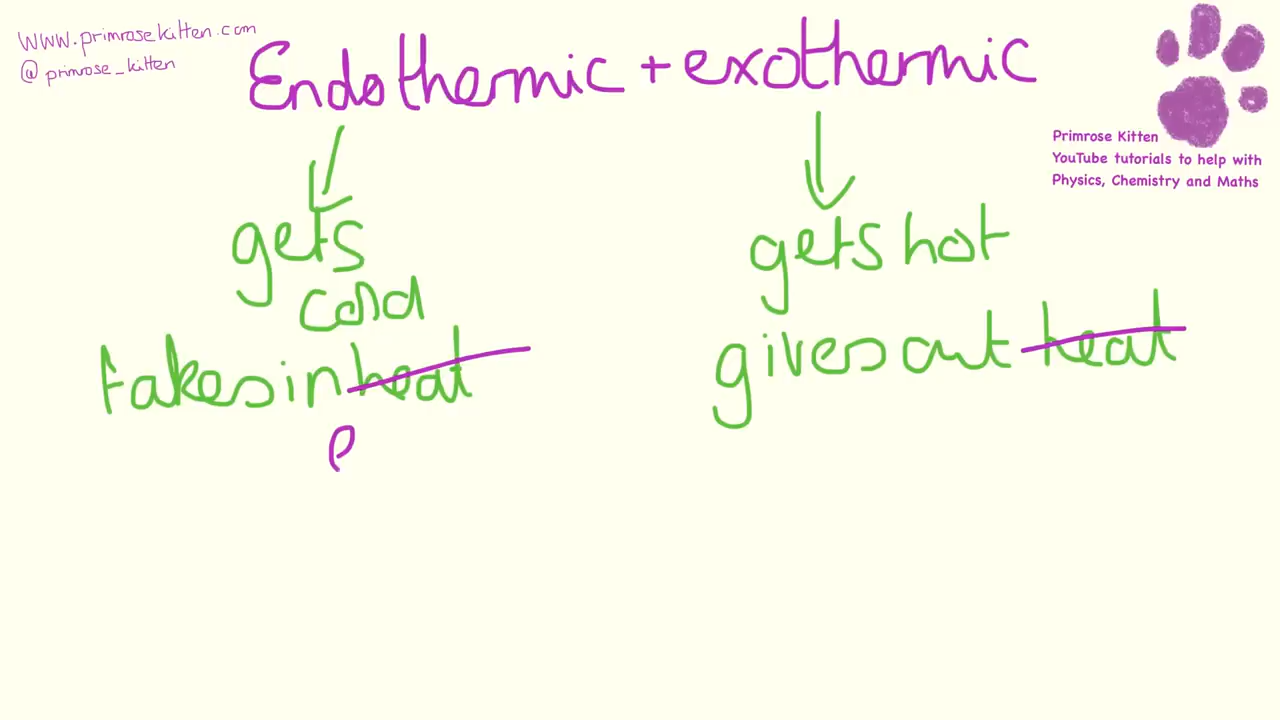 www.primrosekitten.com
@primrose_kitten
Endothermic + exothermic
Primrose Kitten
YouTube tutorials to help with
Physics, Chemistry and Maths
gets
cold
takes in heat
e
gets hot
gives out heat